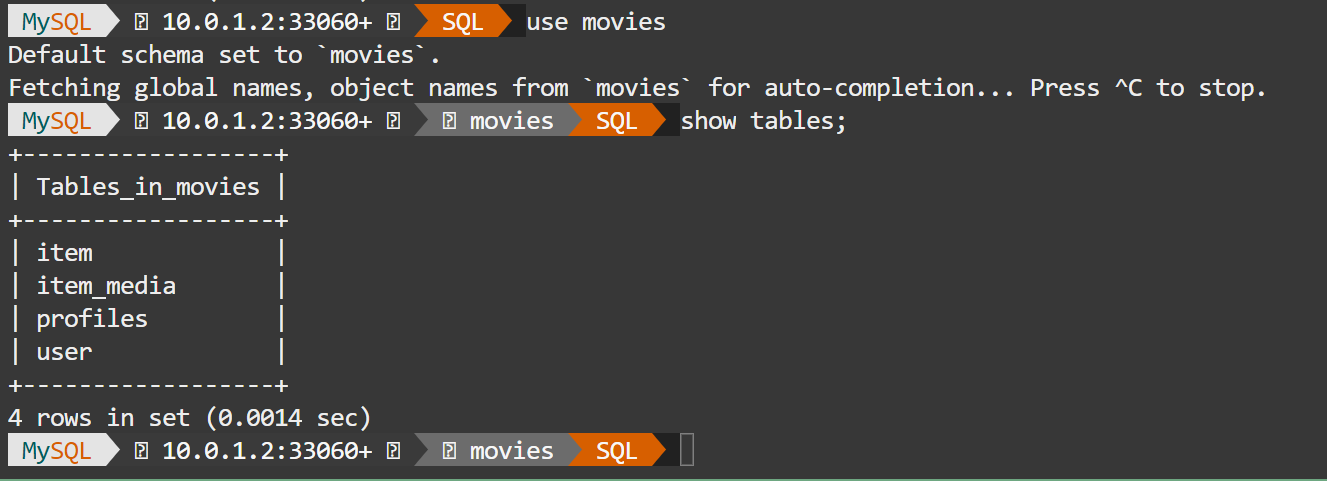 MySQL 10.0.1.2:33060+ SQL use movies
Default schema set to `movies`.
Fetching global names, object names from `movies` for auto-completion... Press ^C to stop.
MySQL 10.0.1.2:33060+ movies SQL show tables;
+------------------+
| Tables_in_movies |
+------------------+
| item             |
| item_media       |
| profiles         |
| user             |
+------------------+
4 rows in set (0.0014 sec)
MySQL 10.0.1.2:33060+ movies SQL